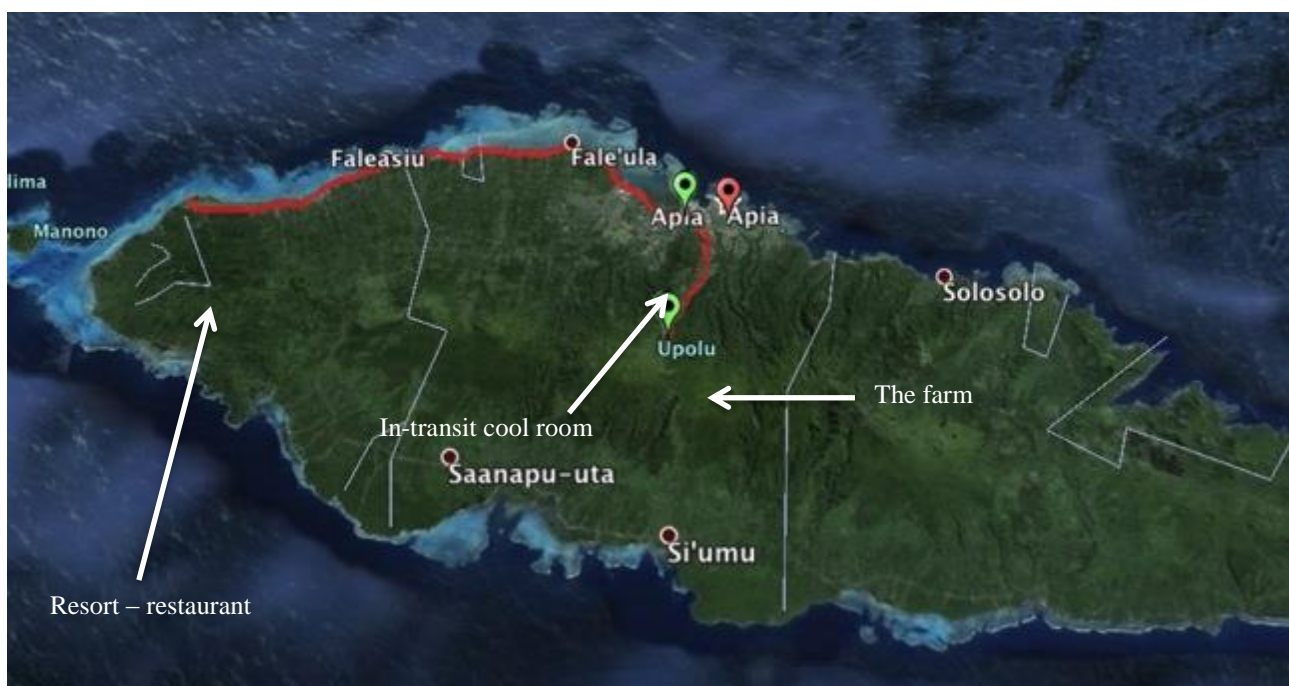 Faleasiu
Fale'ula
lima
Manono
Apia
Apia
Solosolo
Upolu
The farm
In-transit cool room
Saanapu-uta
Si'umu
Resort – restaurant